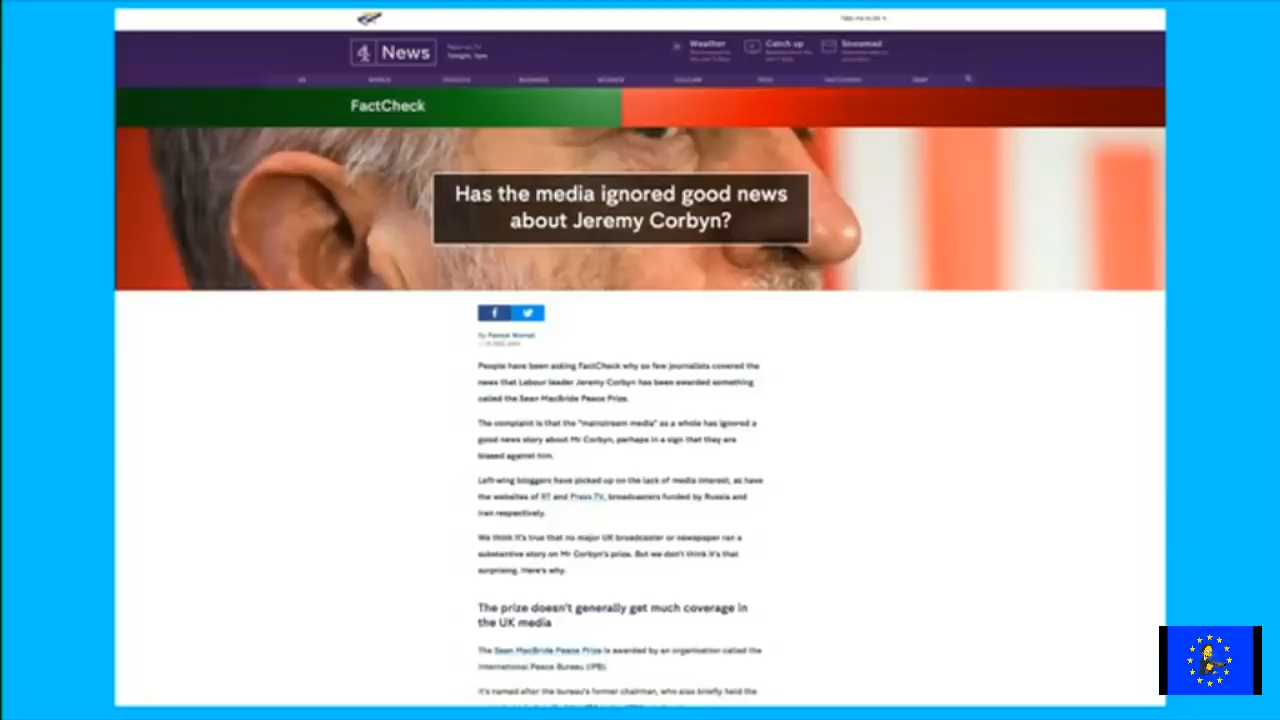 4 News
Weather
Catch up
Snowmail
FactCheck
Has the media ignored good news
about Jeremy Corbyn?
People have been asking FactCheck why so few journalists covered the
news that Labour leader Jeremy Corbyn has been awarded something
called the Sean MacBride Peace Prize.
The complaint is that the "mainstream media" as a whole has ignored a
good news story about Mr Corbyn, perhaps in a sign that they are
biased against him.
Left-wing bloggers have picked up on the lack of media interest, as have
the websites of RT and Press TV, broadcasters funded by Russia and
Iran respectively.
We think it's true that no major UK broadcaster or newspaper ran a
substantive story on Mr Corbyn's prize. But we don't think it's that
surprising. Here's why.
The prize doesn't generally get much coverage in
the UK media
The Sean MacBride Peace Prize is awarded by an organisation called the
International Peace Bureau (IPB).
It's named after the bureau's former chairman, who also briefly held the